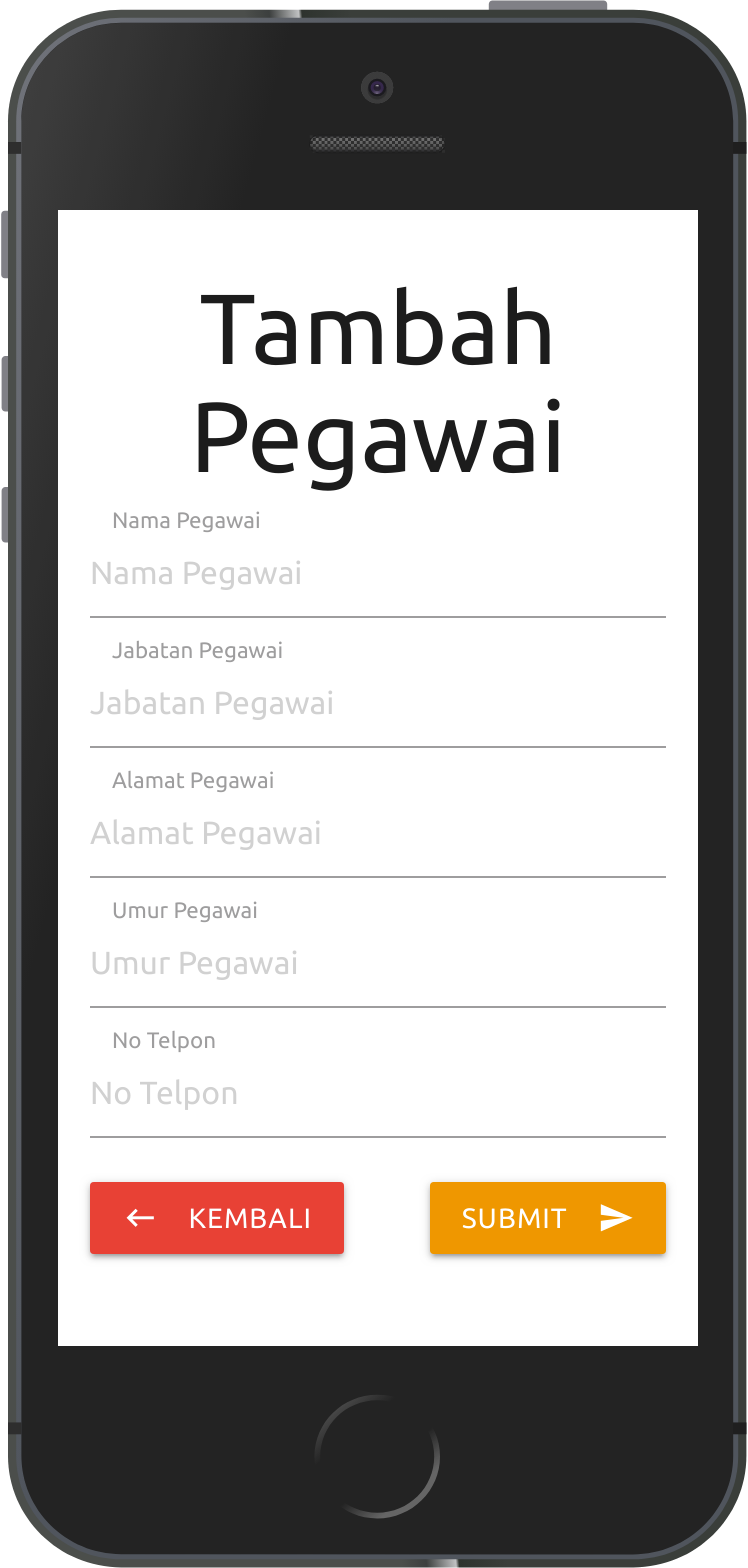 Tambah
Pegawai
Nama Pegawai
Nama Pegawai
Jabatan Pegawai
Jabatan Pegawai
Alamat Pegawai
Alamat Pegawai
Umur Pegawai
Umur Pegawai
No Telpon
No Telpon
KEMBALI SUBMIT